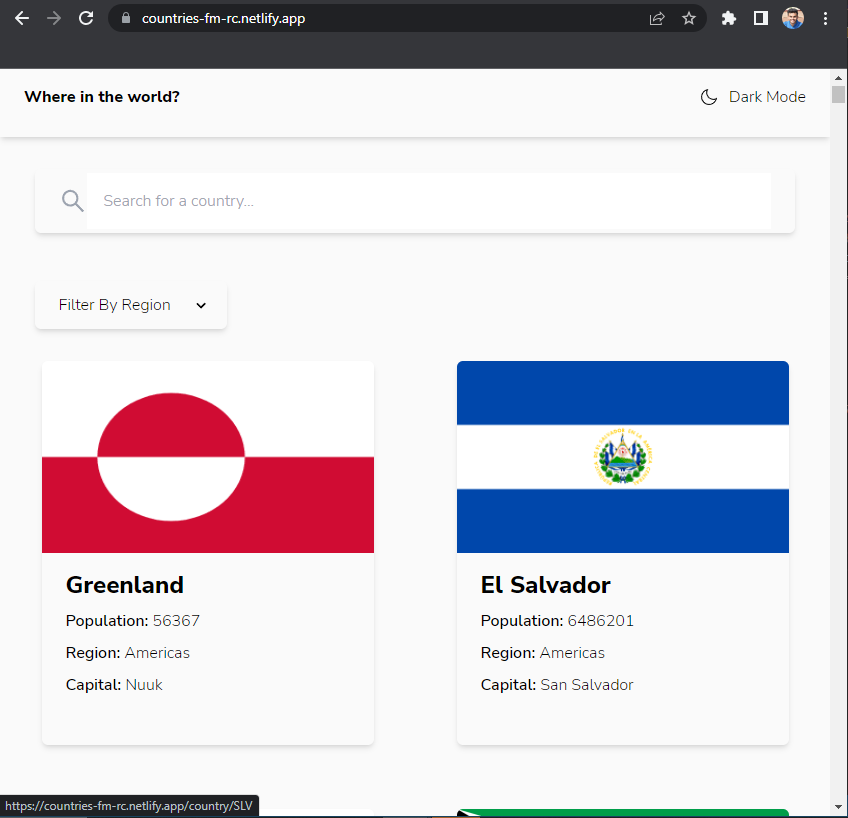 countries-fm-rc.netlify.app
Where in the world?
Dark Mode
Search for a country...
Filter By Region
Greenland
Population: 56367
Region: Americas
Capital: Nuuk
El Salvador
Population: 6486201
Region: Americas
Capital: San Salvador
https://countries-fm-rc.netlify.app/country/SLV